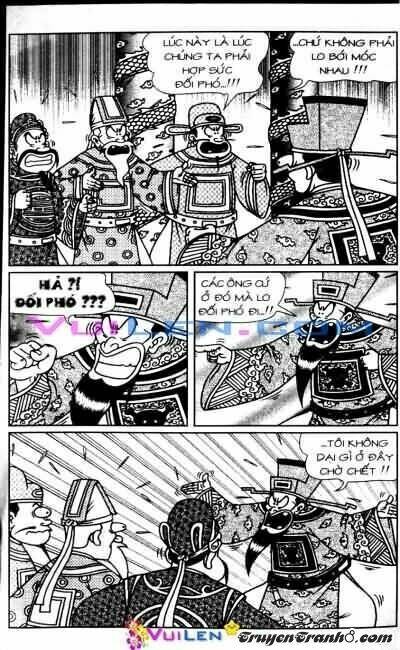 LÚC NÀY LÀ LÚC
CHÚNG TA PHẢI
HỢP SỨC
ĐỐI PHÓ...!!!
...CHỨ KHÔNG PHẢI
LO BỚI MÓC
NHAU !!!
HẢ ?!
ĐỐI PHÓ ???
CÁC ÔNG CỨ
Ở ĐÓ MÀ LO
ĐỐI PHÓ ĐI...
VUILEN.COM
...TÔI KHÔNG
DẠI GÌ Ở ĐÂY
CHỜ CHẾT !!
VUILEN
TruyenTranh8.com